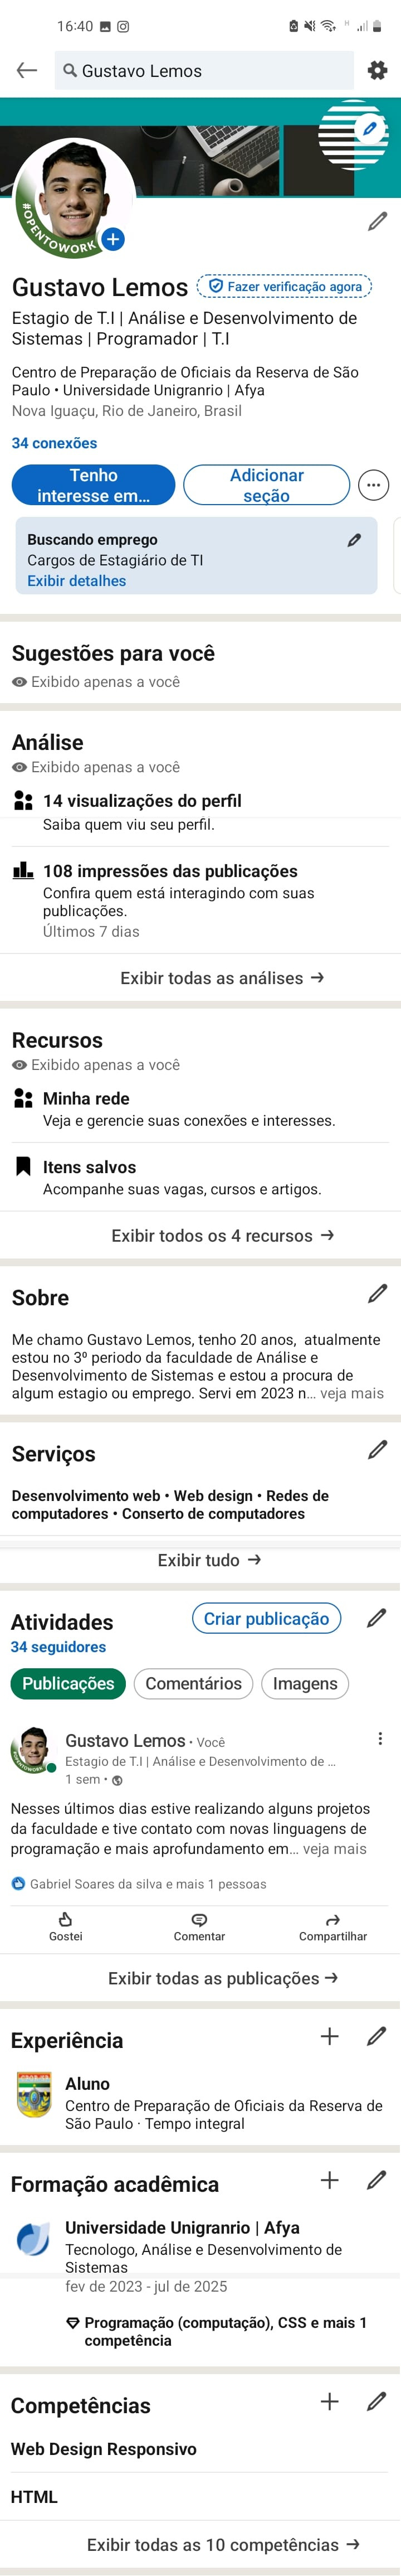 16:40
Gustavo Lemos
#OPENTOWORK
Gustavo Lemos
Fazer verificação agora
Estagio de T.I | Análise e Desenvolvimento de
Sistemas | Programador | T.I
Centro de Preparação de Oficiais da Reserva de São
Paulo • Universidade Unigranrio | Afya
Nova Iguaçu, Rio de Janeiro, Brasil
34 conexões
Tenho
interesse em...
Adicionar
seção
Buscando emprego
Cargos de Estagiário de TI
Exibir detalhes
Sugestões para você
Exibido apenas a você
Análise
Exibido apenas a você
14 visualizações do perfil
Saiba quem viu seu perfil.
108 impressões das publicações
Confira quem está interagindo com suas
publicações.
Últimos 7 dias
Exibir todas as análises →
Recursos
Exibido apenas a você
Minha rede
Veja e gerencie suas conexões e interesses.
Itens salvos
Acompanhe suas vagas, cursos e artigos.
Exibir todos os 4 recursos →
Sobre
Me chamo Gustavo Lemos, tenho 20 anos,  atualmente
estou no 3º periodo da faculdade de Análise e
Desenvolvimento de Sistemas e estou a procura de
algum estagio ou emprego. Servi em 2023 n... veja mais
Serviços
Desenvolvimento web • Web design • Redes de
computadores • Conserto de computadores
Exibir tudo →
Atividades
Criar publicação
34 seguidores
Publicações
Comentários
Imagens
Gustavo Lemos • Você
Estagio de T.I | Análise e Desenvolvimento de ...
1 sem •
Nesses últimos dias estive realizando alguns projetos
da faculdade e tive contato com novas linguagens de
programação e mais aprofundamento em... veja mais
Gabriel Soares da silva e mais 1 pessoas
Gostei
Comentar
Compartilhar
Exibir todas as publicações →
Experiência
Aluno
Centro de Preparação de Oficiais da Reserva de
São Paulo · Tempo integral
Formação acadêmica
Universidade Unigranrio | Afya
Tecnologo, Análise e Desenvolvimento de
Sistemas
fev de 2023 - jul de 2025
Programação (computação), CSS e mais 1
competência
Competências
Web Design Responsivo
HTML
Exibir todas as 10 competências →